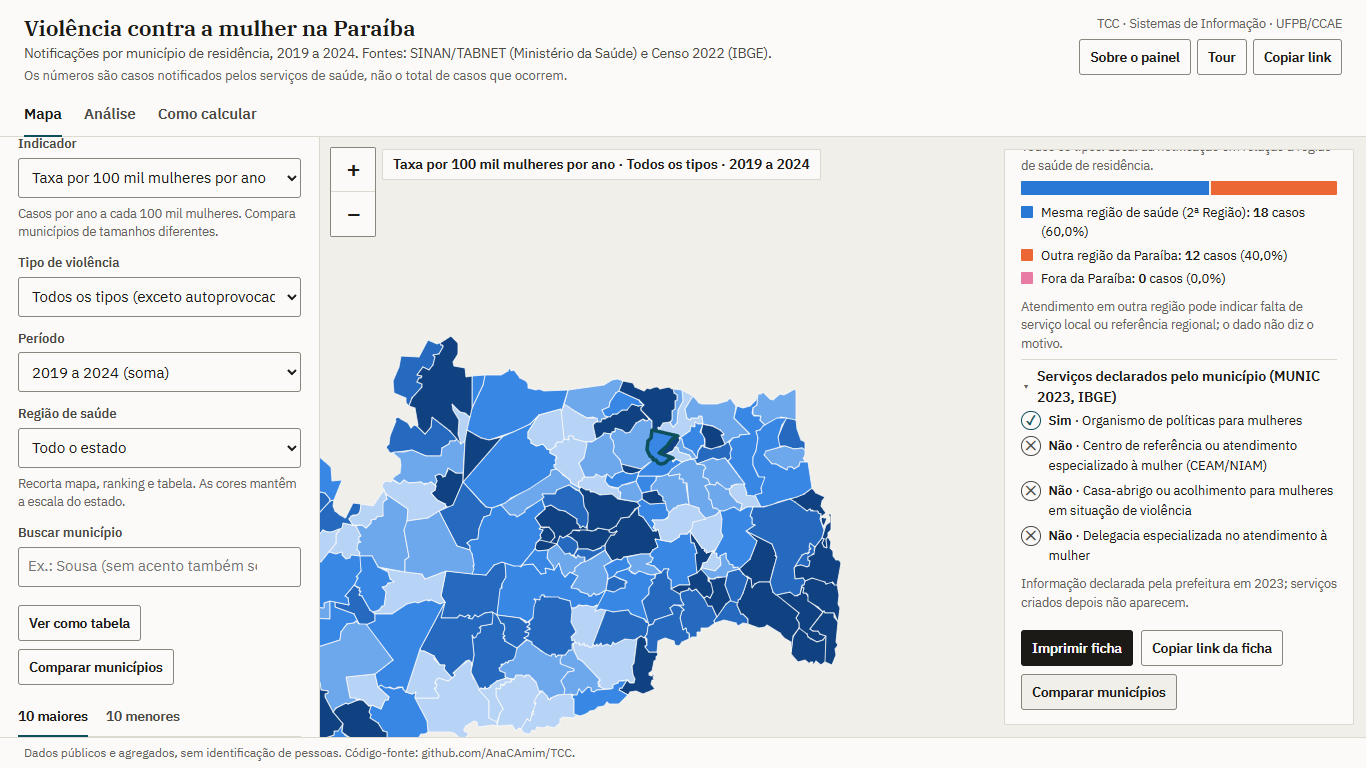 Violência contra a mulher na Paraíba
Notificações por município de residência, 2019 a 2024. Fontes: SINAN/TABNET (Ministério da Saúde) e Censo 2022 (IBGE).
Os números são casos notificados pelos serviços de saúde, não o total de casos que ocorrem.
TCC · Sistemas de Informação · UFPB/CCAE
Sobre o painel
Tour
Copiar link
Mapa
Análise
Como calcular
Indicador
Taxa por 100 mil mulheres por ano
Casos por ano a cada 100 mil mulheres. Compara
municípios de tamanhos diferentes.
Tipo de violência
Todos os tipos (exceto autoprovocac
Período
2019 a 2024 (soma)
Região de saúde
Todo o estado
Recorta mapa, ranking e tabela. As cores mantêm
a escala do estado.
Buscar município
Ex.: Sousa (sem acento também se
Ver como tabela
Comparar municípios
10 maiores
10 menores
+
−
Taxa por 100 mil mulheres por ano · Todos os tipos · 2019 a 2024
de saúde de residência.
Mesma região de saúde (2ª Região): 18 casos
(60,0%)
Outra região da Paraíba: 12 casos (40,0%)
Fora da Paraíba: 0 casos (0,0%)
Atendimento em outra região pode indicar falta de
serviço local ou referência regional; o dado não diz o
motivo.
Serviços declarados pelo município (MUNIC
2023, IBGE)
Sim · Organismo de políticas para mulheres
Não · Centro de referência ou atendimento
especializado à mulher (CEAM/NIAM)
Não · Casa-abrigo ou acolhimento para mulheres
em situação de violência
Não · Delegacia especializada no atendimento à
mulher
Informação declarada pela prefeitura em 2023; serviços
criados depois não aparecem.
Imprimir ficha
Copiar link da ficha
Comparar municípios
Dados públicos e agregados, sem identificação de pessoas. Código-fonte: github.com/AnaCAmim/TCC.